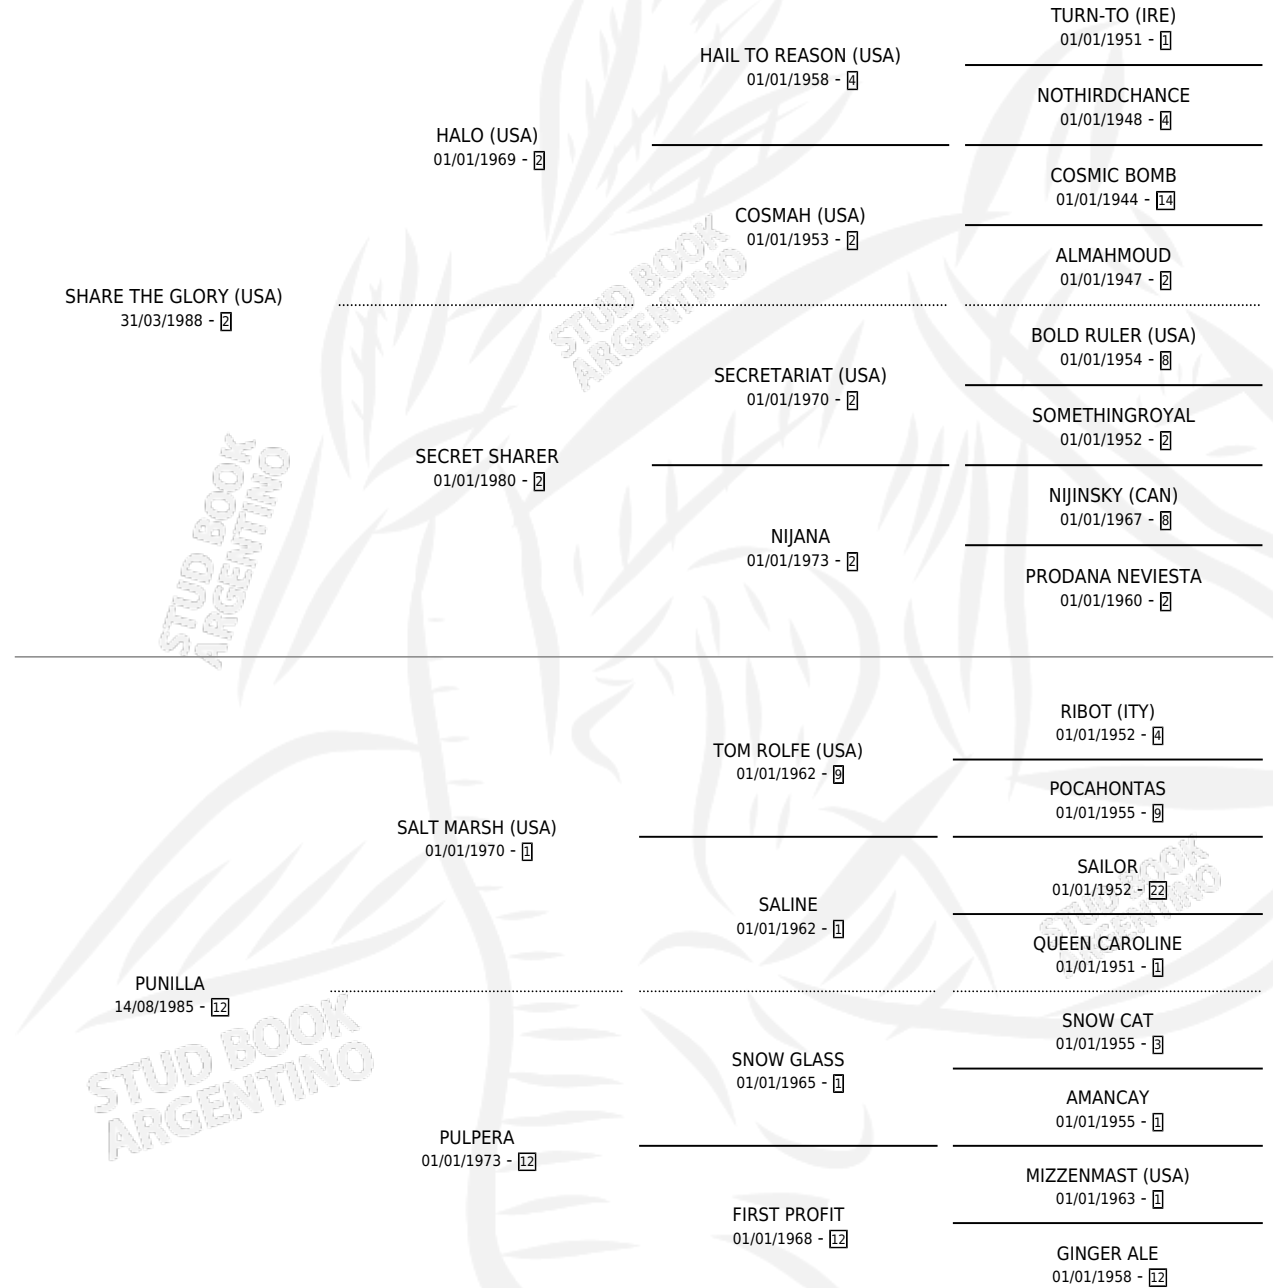 TURN-TO (IRE)
01/01/1951 - 1
HAIL TO REASON (USA)
01/01/1958 - 4
NOTHIRDCHANCE
01/01/1948 - 4
HALO (USA)
01/01/1969 - 2
COSMIC BOMB
01/01/1944 - 14
COSMAH (USA)
01/01/1953 - 2
ALMAHMOUD
01/01/1947 - 2
SHARE THE GLORY (USA)
31/03/1988 - 2
STUD BOOK
ARGENTINO
BOLD RULER (USA)
01/01/1954 - 8
SECRETARIAT (USA)
01/01/1970 - 2
SOMETHINGROYAL
01/01/1952 - 2
SECRET SHARER
01/01/1980 - 2
NIJINSKY (CAN)
01/01/1967 - 8
NIJANA
01/01/1973 - 2
PRODANA NEVIESTA
01/01/1960 - 2
STUD BOOK
ARGENTINO
RIBOT (ITY)
01/01/1952 - 4
TOM ROLFE (USA)
01/01/1962 - 9
POCAHONTAS
01/01/1955 - 9
SALT MARSH (USA)
01/01/1970 - 1
SAILOR
01/01/1952 - 22
SALINE
01/01/1962 - 1
QUEEN CAROLINE
01/01/1951 - 1
STUD BOOK
ARGENTINO
PUNILLA
14/08/1985 - 12
SNOW CAT
01/01/1955 - 3
SNOW GLASS
01/01/1965 - 1
AMANCAY
01/01/1955 - 1
STUD BOOK
ARGENTINO
PULPERA
01/01/1973 - 12
MIZZENMAST (USA)
01/01/1963 - 1
FIRST PROFIT
01/01/1968 - 12
GINGER ALE
01/01/1958 - 12